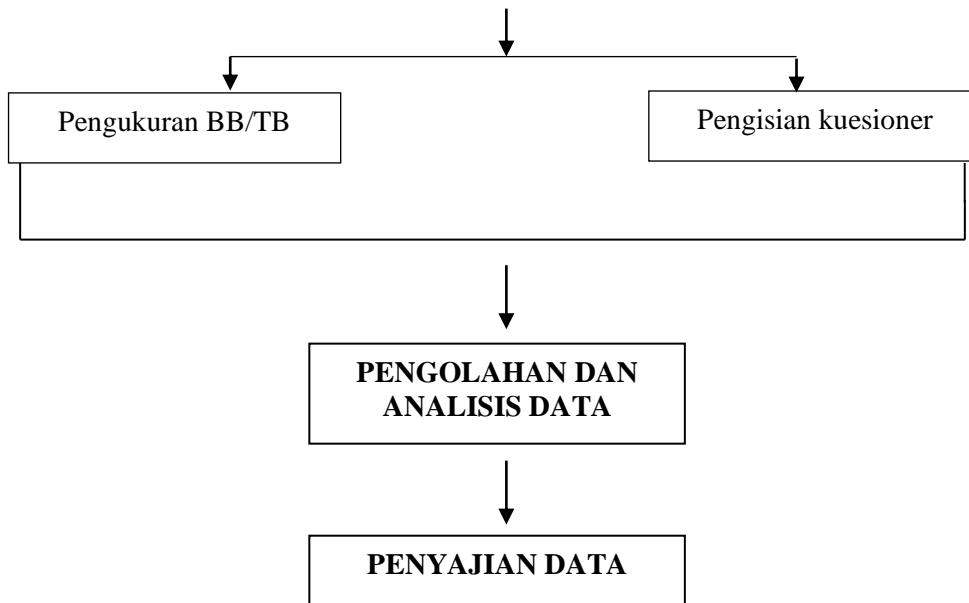 Pengukuran BB/TB
Pengisian kuesioner
PENGOLAHAN DAN
ANALISIS DATA
PENYAJIAN DATA